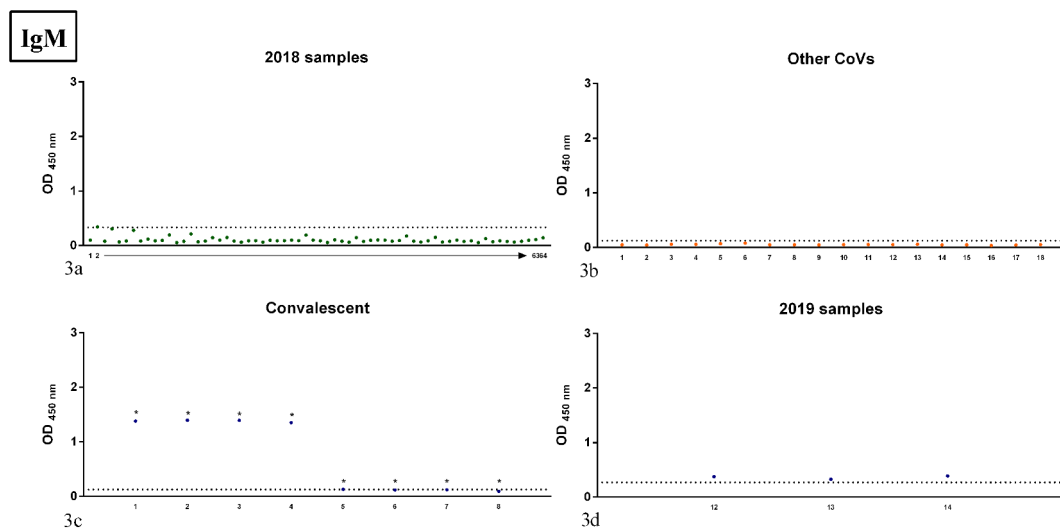 IgM
2018 samples
3
2
1
0
OD 450 nm
1 2
6364
3a
Other CoVs
3
2
1
0
OD 450 nm
1 2 3 4 5 6 7 8 9 10 11 12 13 14 15 16 17 18
3b
Convalescent
3
2
1
0
OD 450 nm
* * * * * * * *
1 2 3 4 5 6 7 8
3c
2019 samples
3
2
1
0
OD 450 nm
12 13 14
3d